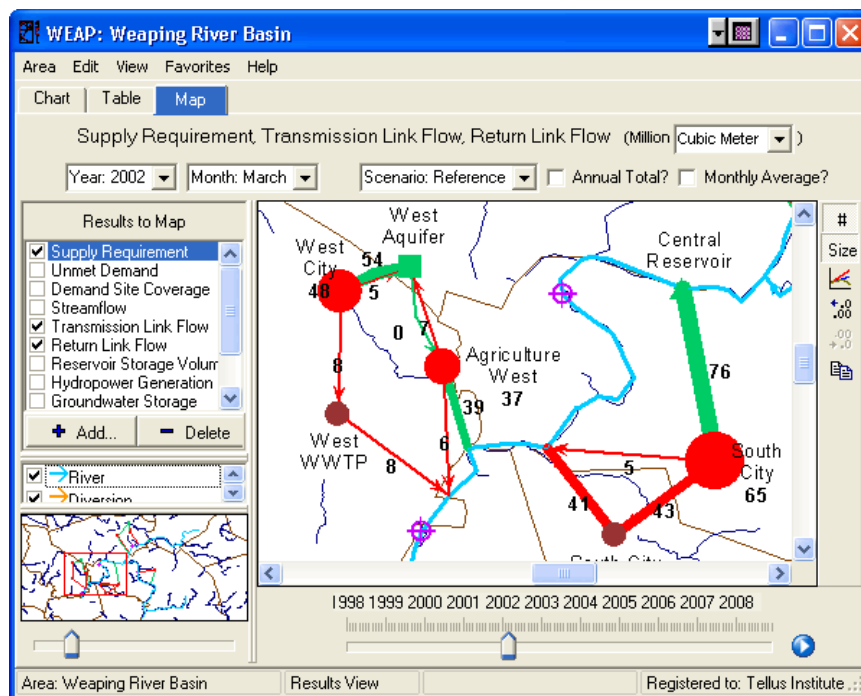 WEAP: Weaping River Basin
Area Edit View Favorites Help
Chart Table Map
Supply Requirement, Transmission Link Flow, Return Link Flow (Million Cubic Meter )
Year: 2002 Month: March Scenario: Reference Annual Total? Monthly Average?
Results to Map
Supply Requirement
Unmet Demand
Demand Site Coverage
Streamflow
Transmission Link Flow
Return Link Flow
Reservoir Storage Volum
Hydropower Generation
Groundwater Storage
+ Add... - Delete
River
Diversion
West
Aquifer
West
City
48
54
5
0
7
8
Agriculture
West
37
39
6
West
WWTP
8
Central
Reservoir
76
South
City
65
5
41
43
South City
#
Size
.00
.00
.0
1998 1999 2000 2001 2002 2003 2004 2005 2006 2007 2008
Area: Weaping River Basin Results View Registered to: Tellus Institute